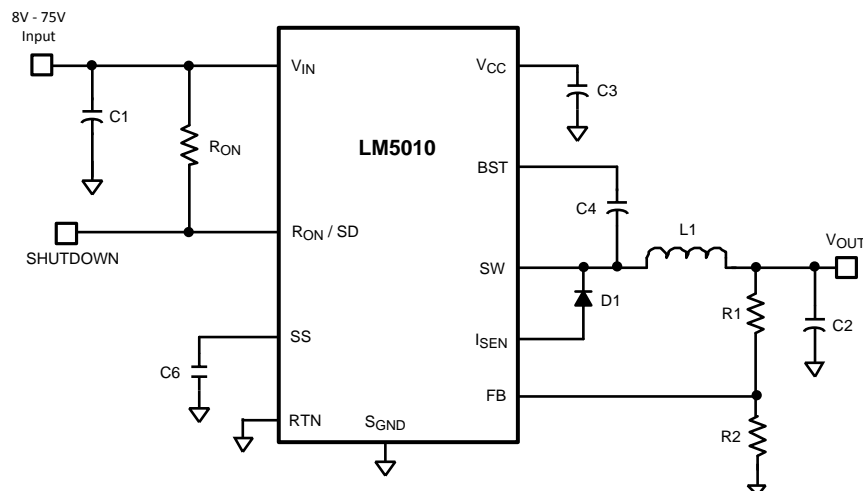 8V - 75V
Input
VIN
C1
RON
SHUTDOWN
RON / SD
SS
C6
RTN
SGND
LM5010
VCC
C3
BST
C4
L1
SW
VOUT
D1
R1
C2
ISEN
FB
R2